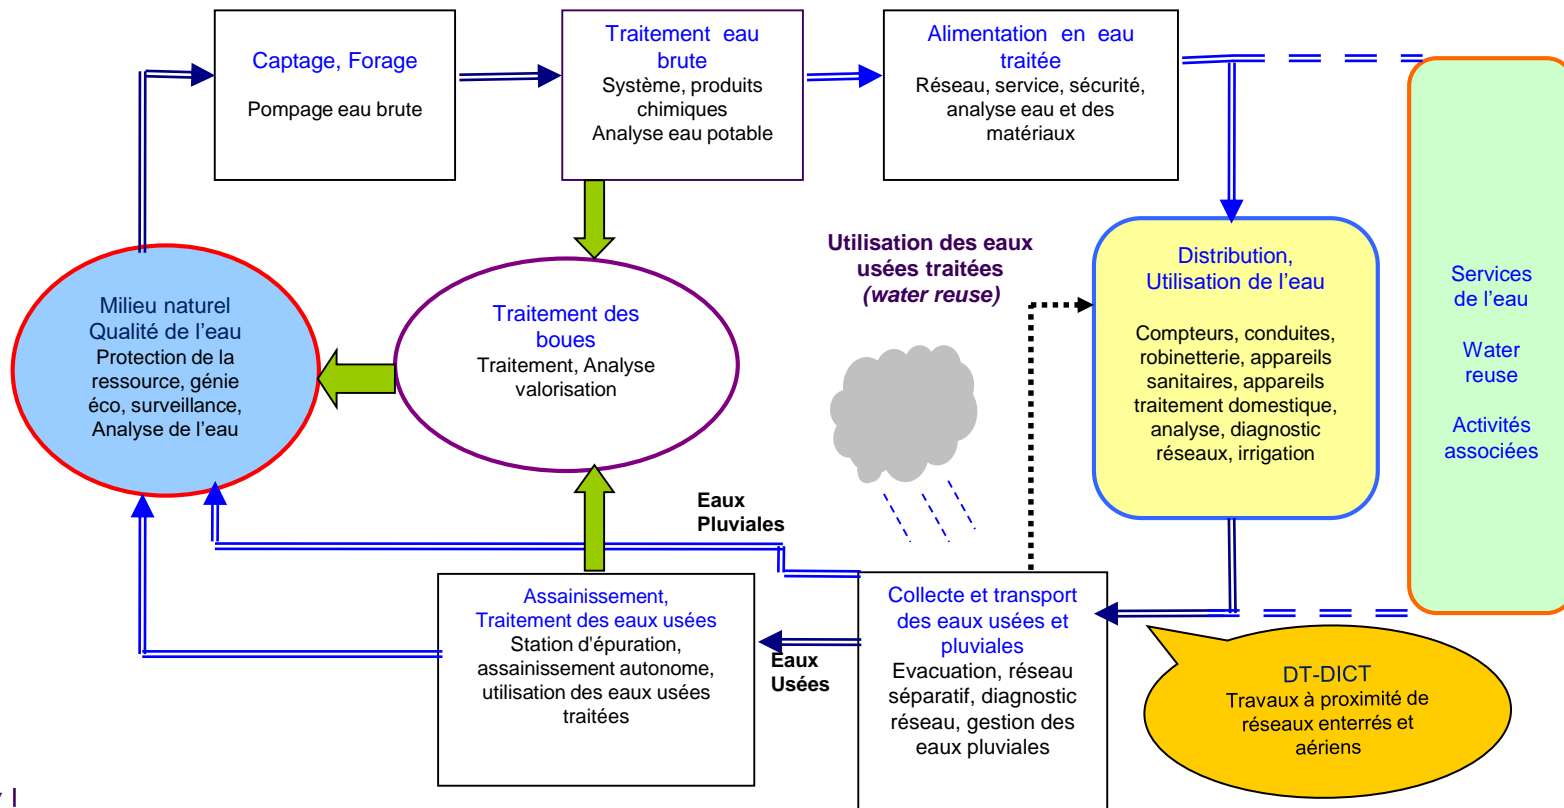 Captage, Forage
Pompage eau brute
Traitement eau
brute
Système, produits
chimiques
Analyse eau potable
Alimentation en eau
traitée
Réseau, service, sécurité,
analyse eau et des
matériaux
Milieu naturel
Qualité de l’eau
Protection de la
ressource, génie
éco, surveillance,
Analyse de l’eau
Traitement des
boues
Traitement, Analyse
valorisation
Utilisation des eaux
usées traitées
(water reuse)
Distribution,
Utilisation de l’eau
Compteurs, conduites,
robinetterie, appareils
sanitaires, appareils
traitement domestique,
analyse, diagnostic
réseaux, irrigation
Services
de l’eau
Water
reuse
Activités
associées
Eaux
Pluviales
Assainissement,
Traitement des eaux usées
Station d'épuration,
assainissement autonome,
utilisation des eaux usées
traitées
Eaux
Usées
Collecte et transport
des eaux usées et
pluviales
Evacuation, réseau
séparatif, diagnostic
réseau, gestion des
eaux pluviales
DT-DICT
Travaux à proximité de
réseaux enterrés et
aériens